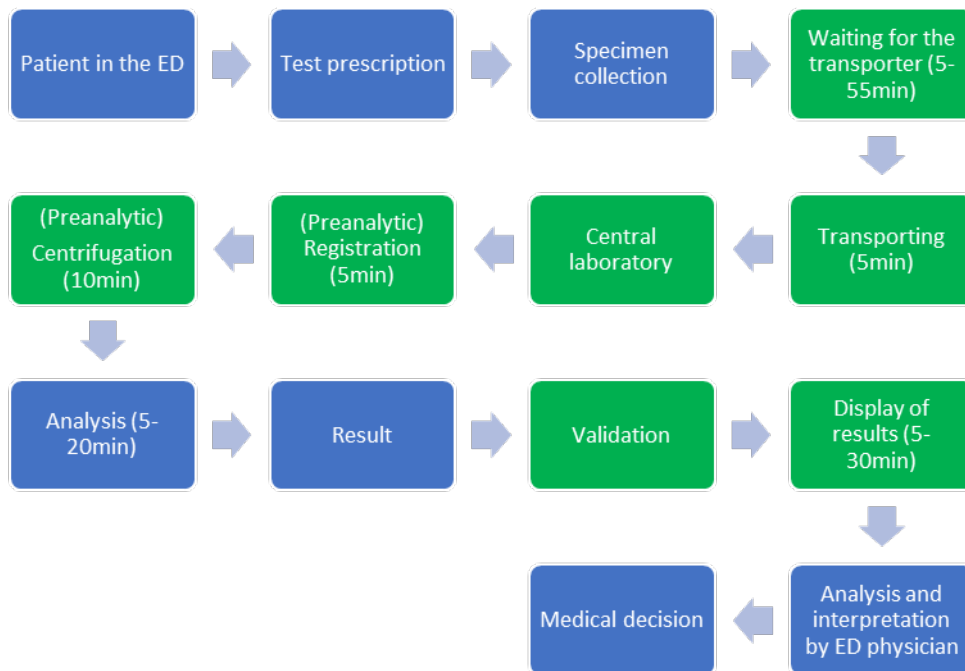 Patient in the ED
Test prescription
Specimen
collection
Waiting for the
transporter (5-
55min)
Transporting
(5min)
Central
laboratory
(Preanalytic)
Registration
(5min)
(Preanalytic)
Centrifugation
(10min)
Analysis (5-
20min)
Result
Validation
Display of
results (5-
30min)
Analysis and
interpretation
by ED physician
Medical decision